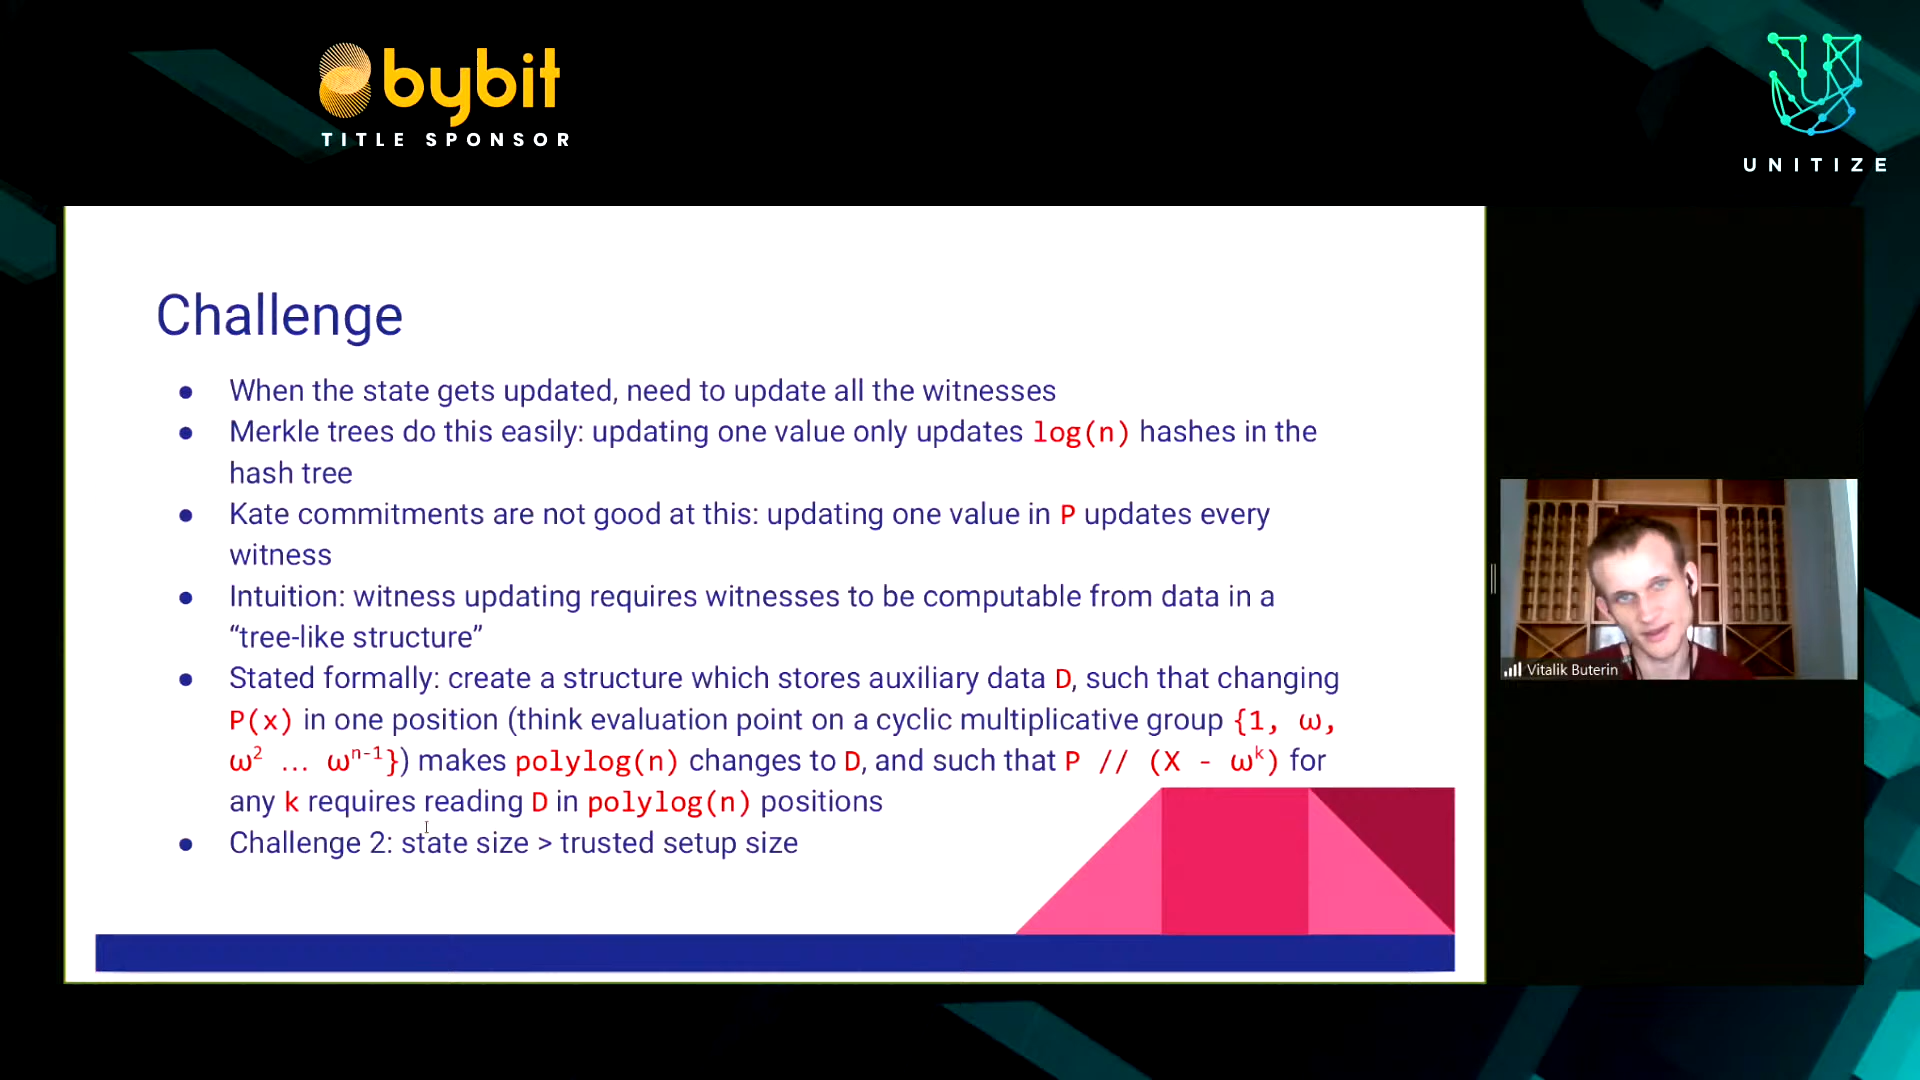 bybit
TITLE SPONSOR
UNITIZE
Challenge
● When the state gets updated, need to update all the witnesses
● Merkle trees do this easily: updating one value only updates log(n) hashes in the
hash tree
● Kate commitments are not good at this: updating one value in P updates every
witness
● Intuition: witness updating requires witnesses to be computable from data in a
“tree-like structure”
● Stated formally: create a structure which stores auxiliary data D, such that changing
P(x) in one position (think evaluation point on a cyclic multiplicative group {1, ω,
ω² ... ωⁿ⁻¹}) makes polylog(n) changes to D, and such that P // (X - ωᵏ) for
any k requires reading D in polylog(n) positions
● Challenge 2: state size > trusted setup size
Vitalik Buterin